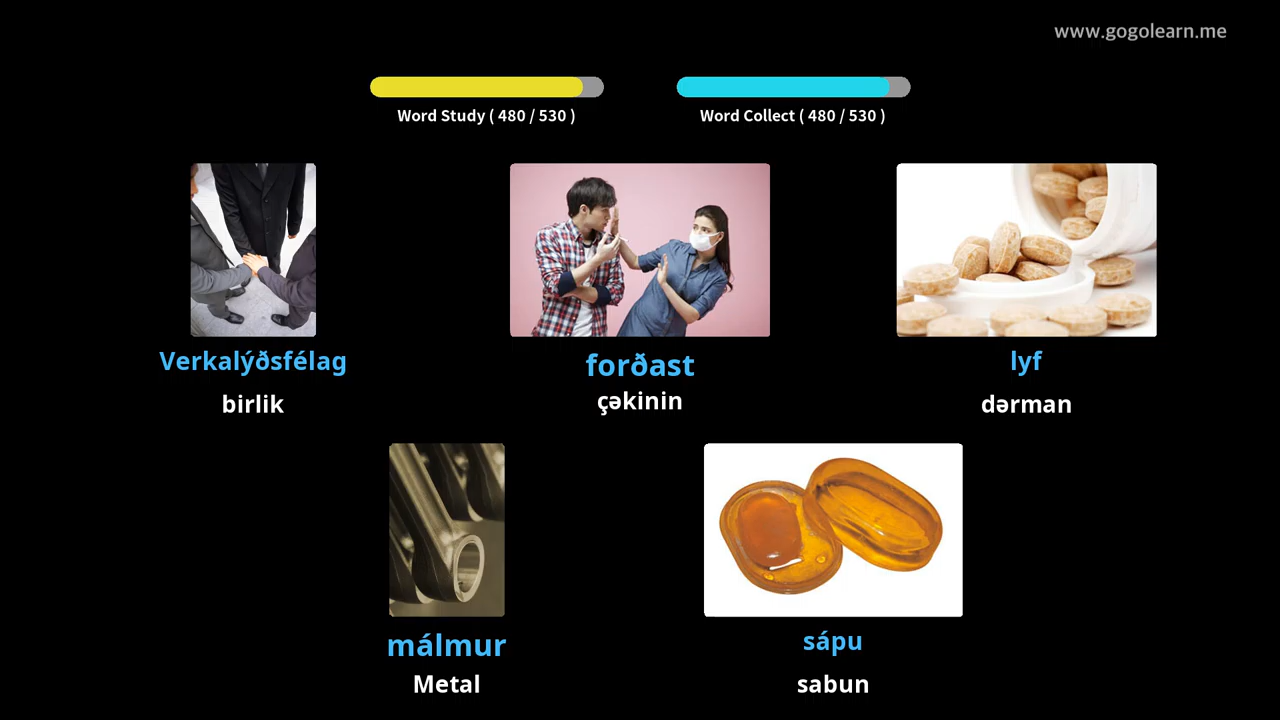 www.gogolearn.me
Word Study ( 480 / 530 )
Word Collect ( 480 / 530 )
Verkalýðsfélag
birlik
forðast
çəkinin
lyf
dərman
málmur
Metal
sápu
sabun